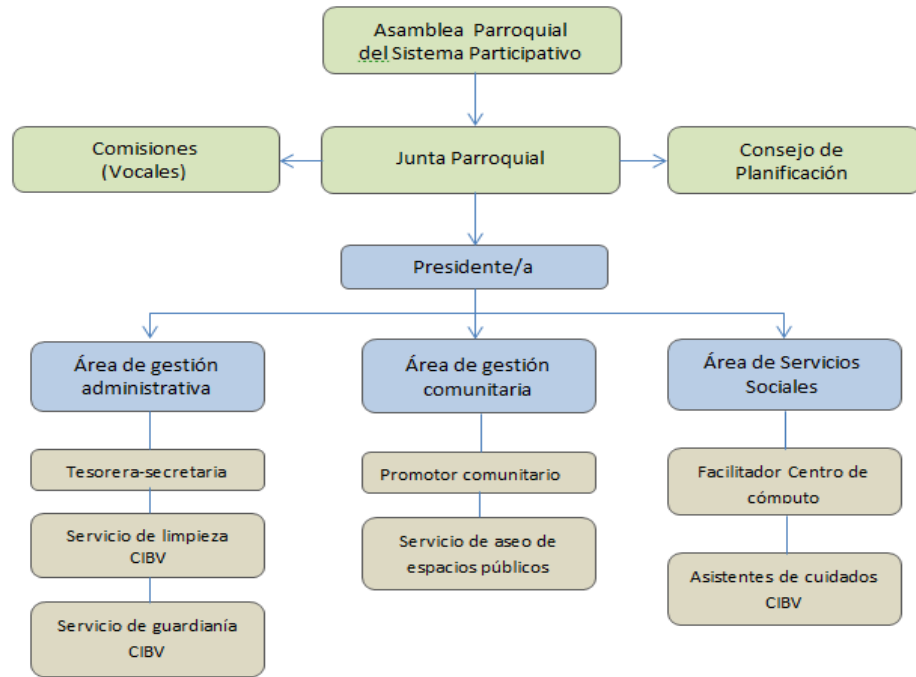 Asamblea Parroquial
del Sistema Participativo
Comisiones
(Vocales)
Junta Parroquial
Consejo de
Planificación
Presidente/a
Área de gestión
administrativa
Área de gestión
comunitaria
Área de Servicios
Sociales
Tesorera-secretaria
Promotor comunitario
Facilitador Centro de
cómputo
Servicio de limpieza
CIBV
Servicio de aseo de
espacios públicos
Asistentes de cuidados
CIBV
Servicio de guardianía
CIBV